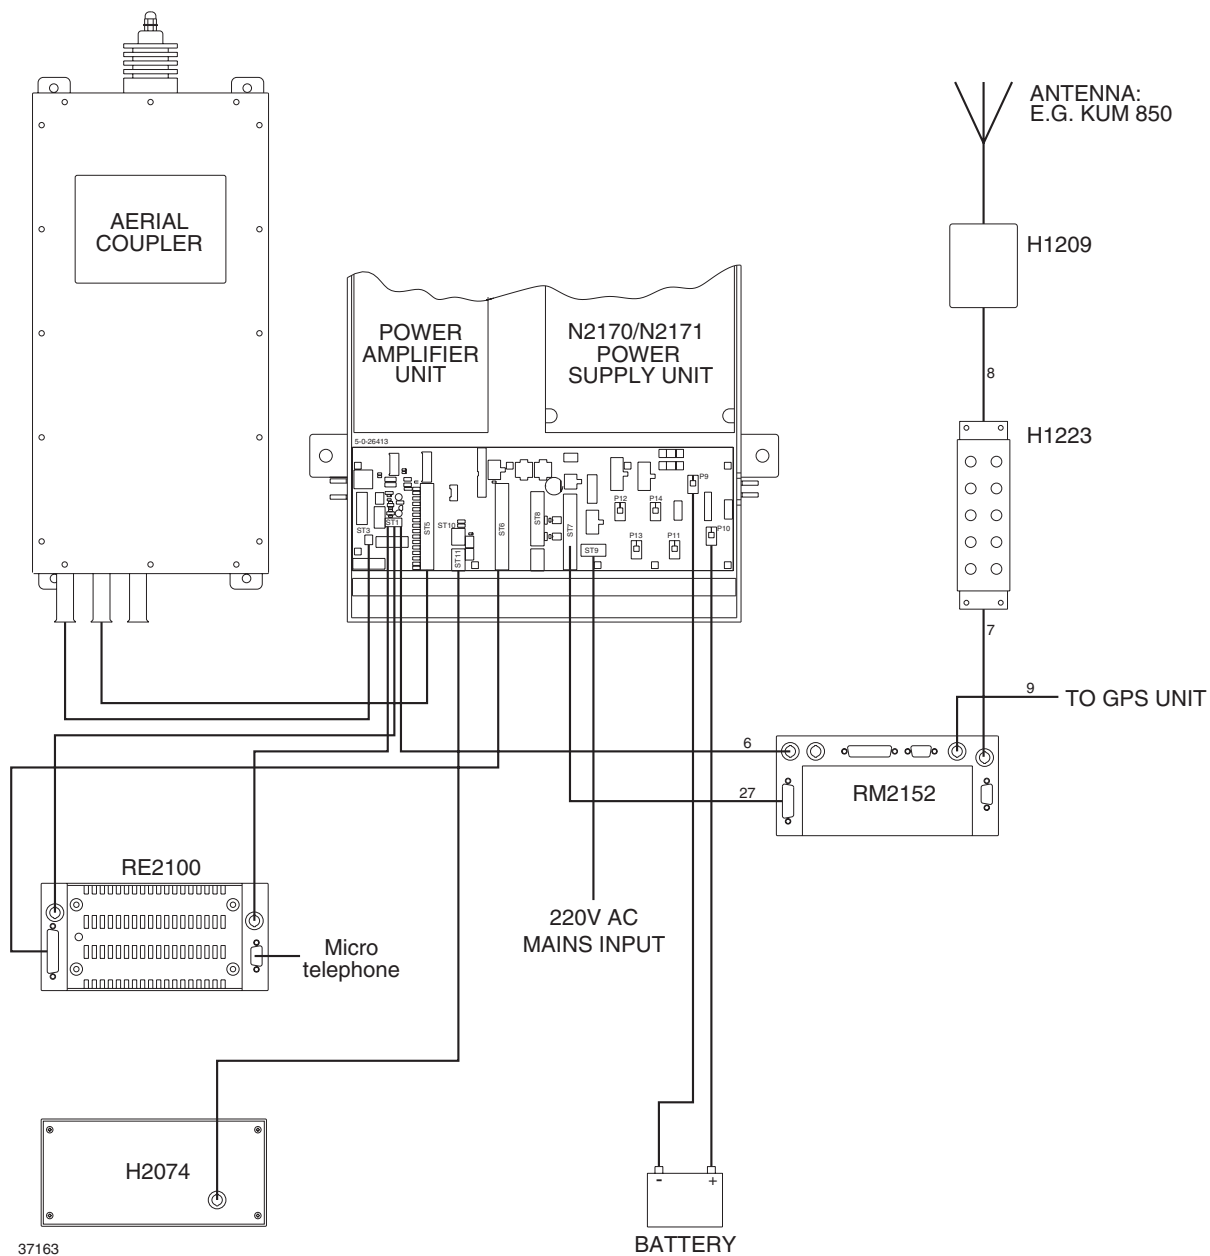 ANTENNA:
E.G. KUM 850
AERIAL
COUPLER
H1209
POWER
AMPLIFIER
UNIT
N2170/N2171
POWER
SUPPLY UNIT
8
H1223
5-0-26413
P9
P12
P14
ST3
ST1
ST5
ST10
ST11
ST6
ST8
ST7
ST9
P13
P11
P10
7
9
TO GPS UNIT
6
27
RM2152
RE2100
220V AC
MAINS INPUT
Micro
telephone
H2074
-
+
BATTERY
37163